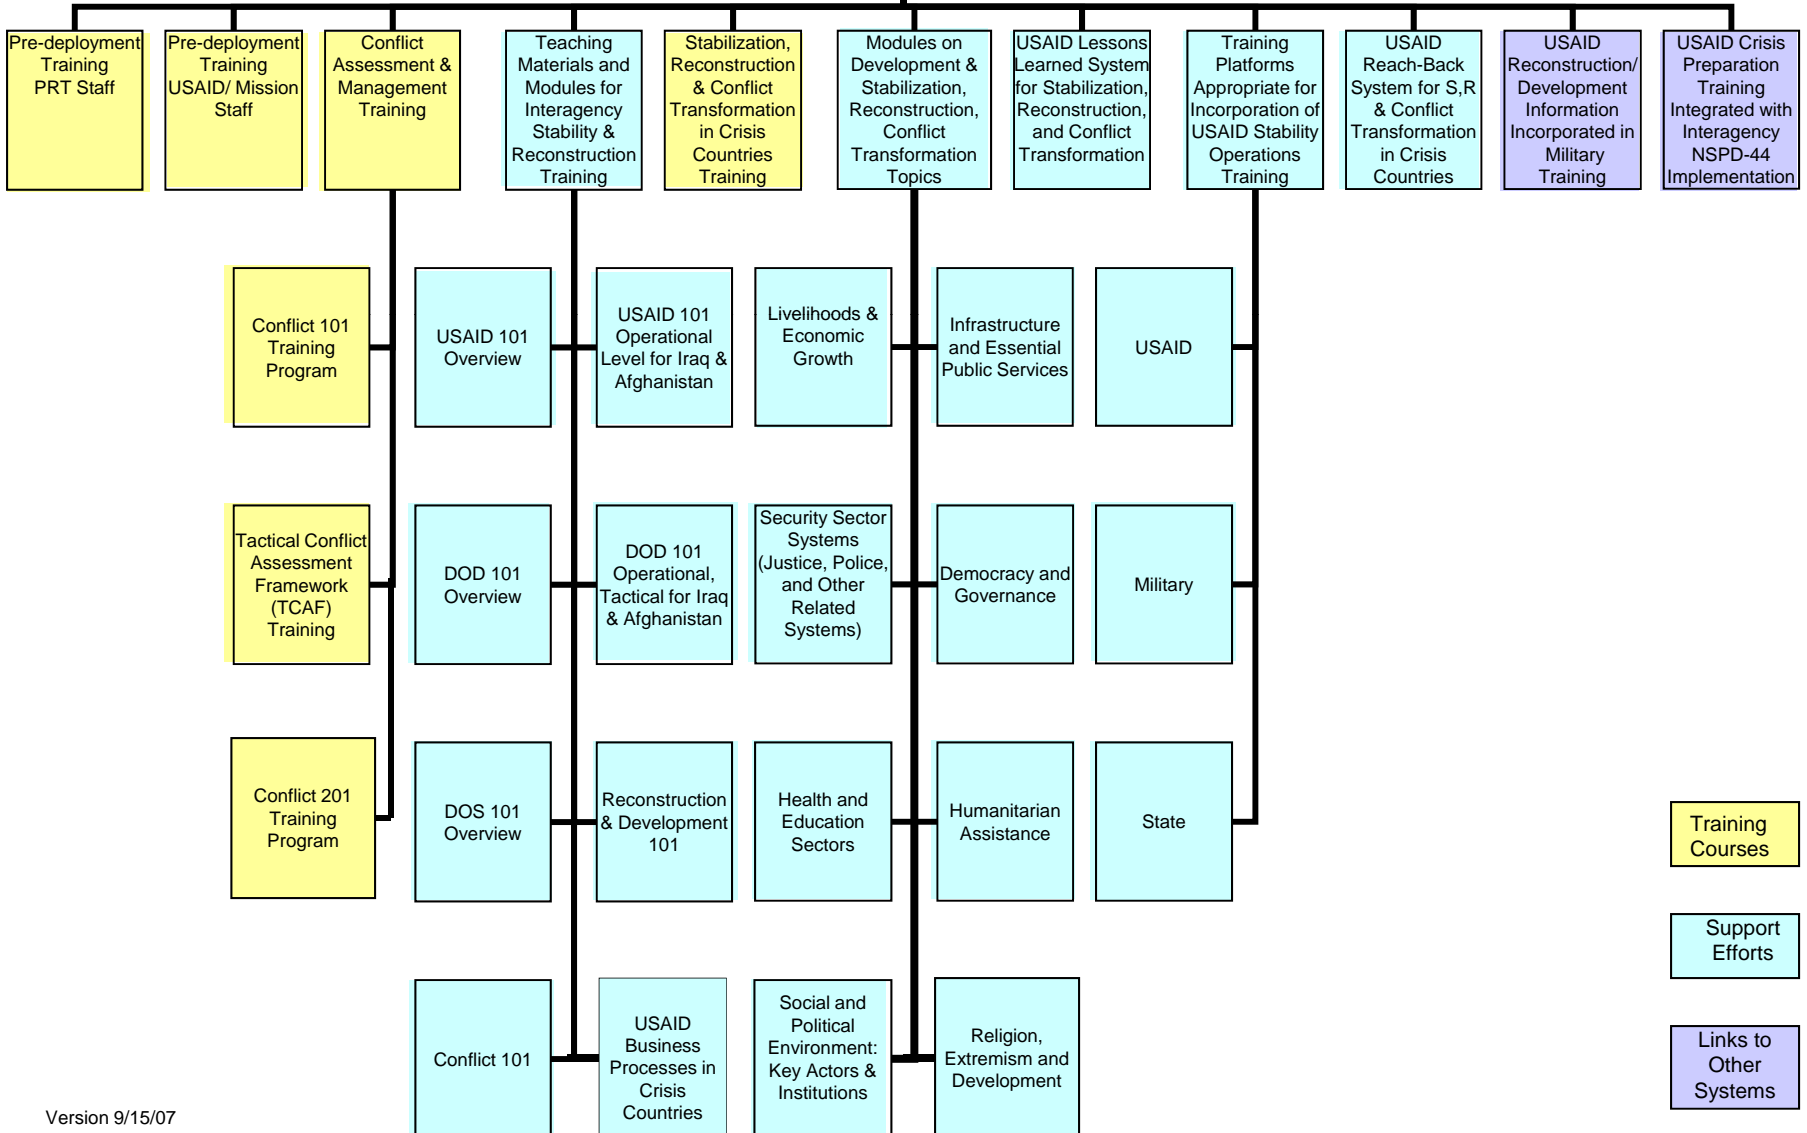 Pre-deployment
Training
PRT Staff
Pre-deployment
Training
USAID/ Mission
Staff
Conflict
Assessment &
Management
Training
Teaching
Materials and
Modules for
Interagency
Stability &
Reconstruction
Training
Stabilization,
Reconstruction
& Conflict
Transformation
in Crisis
Countries
Training
Modules on
Development &
Stabilization,
Reconstruction,
Conflict
Transformation
Topics
USAID Lessons
Learned System
for Stabilization,
Reconstruction,
and Conflict
Transformation
Training
Platforms
Appropriate for
Incorporation of
USAID Stability
Operations
Training
USAID
Reach-Back
System for S,R
& Conflict
Transformation
in Crisis
Countries
USAID
Reconstruction/
Development
Information
Incorporated in
Military
Training
USAID Crisis
Preparation
Training
Integrated with
Interagency
NSPD-44
Implementation
Conflict 101
Training
Program
USAID 101
Overview
USAID 101
Operational
Level for Iraq &
Afghanistan
Livelihoods &
Economic
Growth
Infrastructure
and Essential
Public Services
USAID
Tactical Conflict
Assessment
Framework
(TCAF)
Training
DOD 101
Overview
DOD 101
Operational,
Tactical for Iraq
& Afghanistan
Security Sector
Systems
(Justice, Police,
and Other
Related
Systems)
Democracy and
Governance
Military
Conflict 201
Training
Program
DOS 101
Overview
Reconstruction
& Development
101
Health and
Education
Sectors
Humanitarian
Assistance
State
Training
Courses
Support
Efforts
Conflict 101
USAID
Business
Processes in
Crisis
Countries
Social and
Political
Environment:
Key Actors &
Institutions
Religion,
Extremism and
Development
Links to
Other
Systems
Version 9/15/07